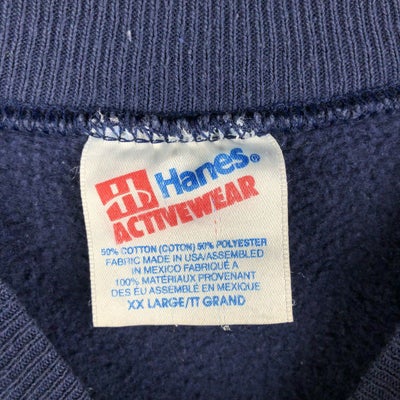 Hanes®
ACTIVEWEAR
50% COTTON (COTON) 50% POLYESTER
FABRIC MADE IN USA/ASSEMBLED
IN MEXICO FABRIQUÉ A
100% MATÉRIAUX PROVENANT
DES ÉU ASSEMBLÉ EN MEXIQUE
XX LARGE/TT GRAND